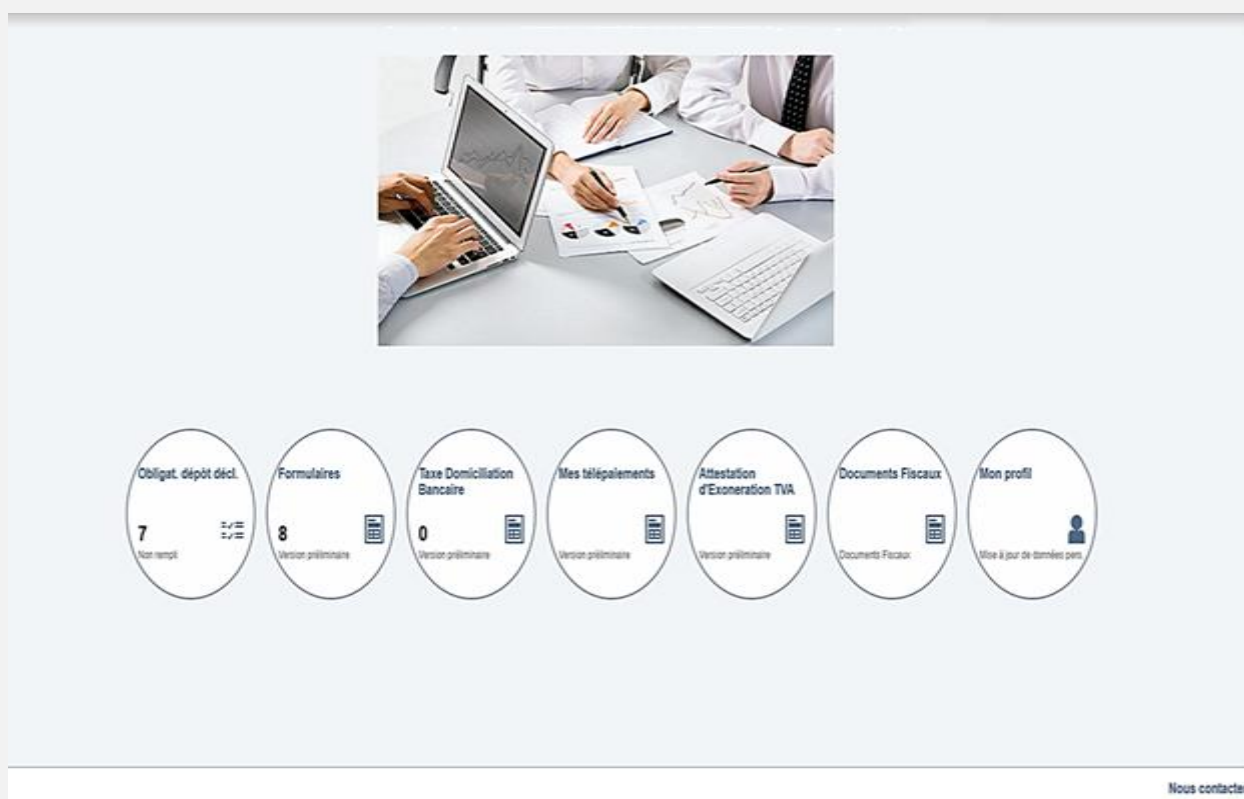 Obligat. dépôt décl.
7
Non rempli
Formulaires
8
Version préliminaire
Taxe Domiciliation
Bancaire
0
Version préliminaire
Mes télépaiements
Version préliminaire
Attestation
d'Exoneration TVA
Version préliminaire
Documents Fiscaux
Documents Fiscaux
Mon profil
Mise à jour de données pers.
Nous contacte